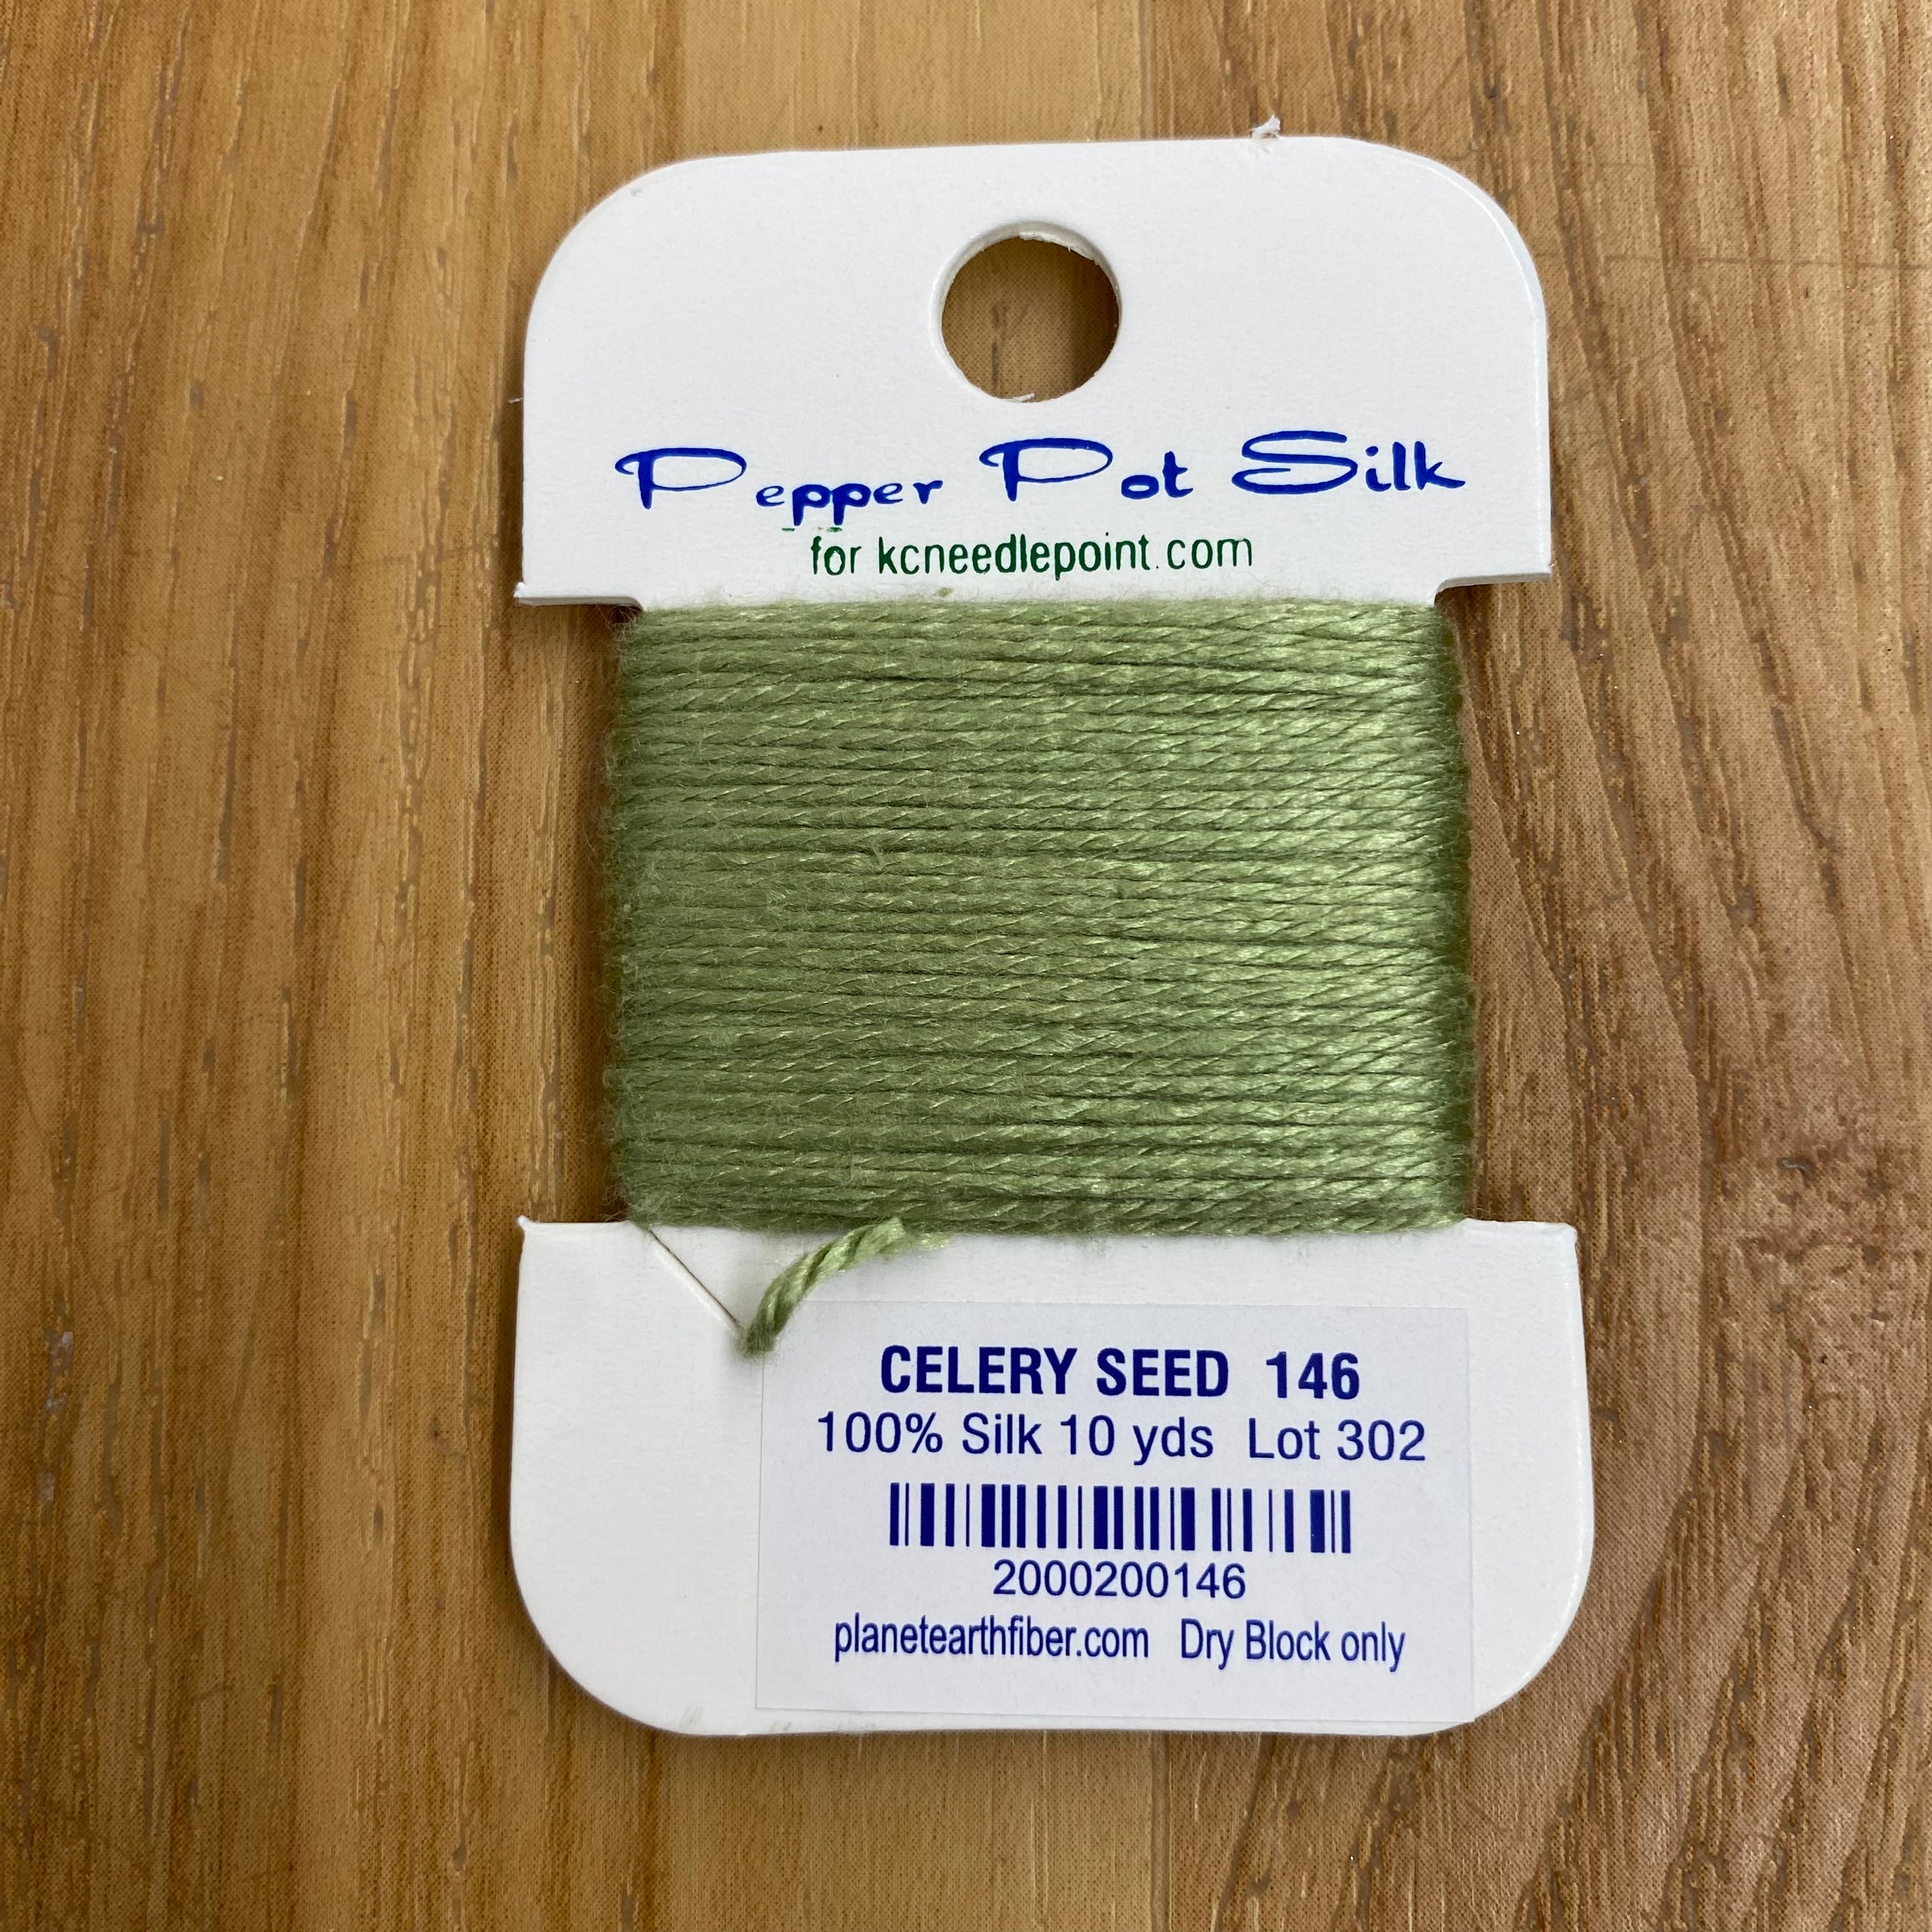 Pepper Pot Silk
for kcneedlepoint.com
CELERY SEED 146
100% Silk 10 yds Lot 302
2000200146
planetearthfiber.com Dry Block only